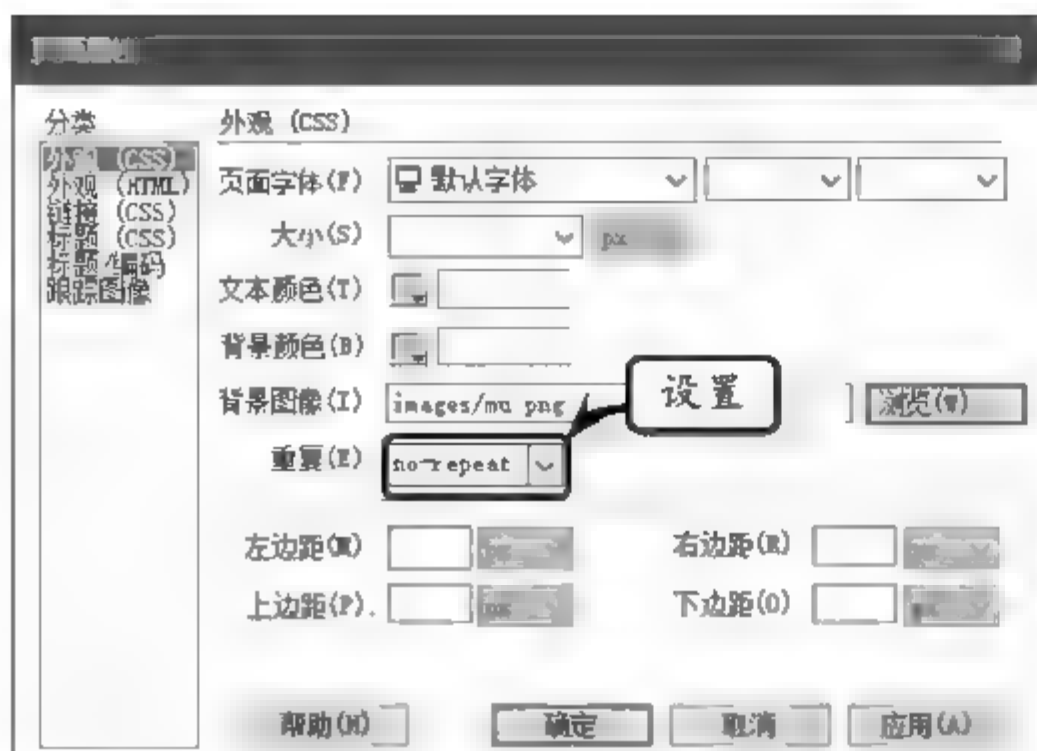 分类
外观 (CSS)
外观 (HTML)
链接 (CSS)
标题 (CSS)
标题/编码
跟踪图像
外观 (CSS)
页面字体(F) 默认字体
大小(S) px
文本颜色(T)
背景颜色(B)
背景图像(I) images/mu png 浏览(W)
设置
重复(E) no-repeat
左边距(M) px 右边距(R)
上边距(P) px 下边距(O)
帮助(H) 确定 取消 应用(A)